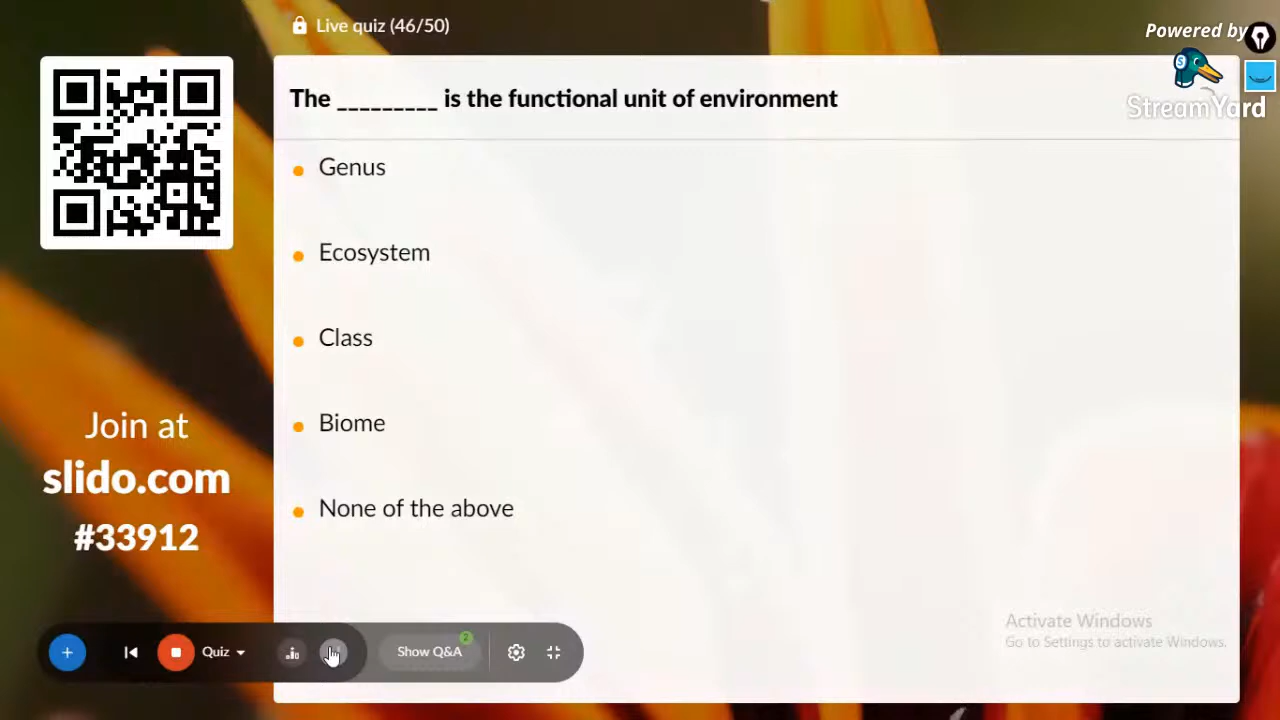 Live quiz (46/50)
Powered by
StreamYard
The _________ is the functional unit of environment
Genus
Ecosystem
Class
Biome
None of the above
Join at
slido.com
#33912
Activate Windows
Go to Settings to activate Windows.
Quiz
Show Q&A
2